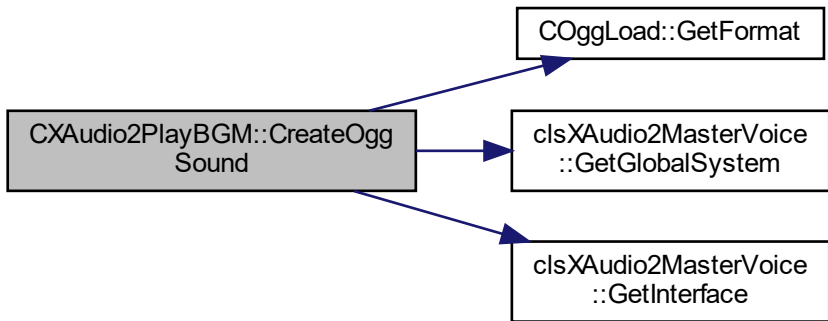 COggLoad::GetFormat
CXAudio2PlayBGM::CreateOgg
Sound
clsXAudio2MasterVoice
::GetGlobalSystem
clsXAudio2MasterVoice
::GetInterface